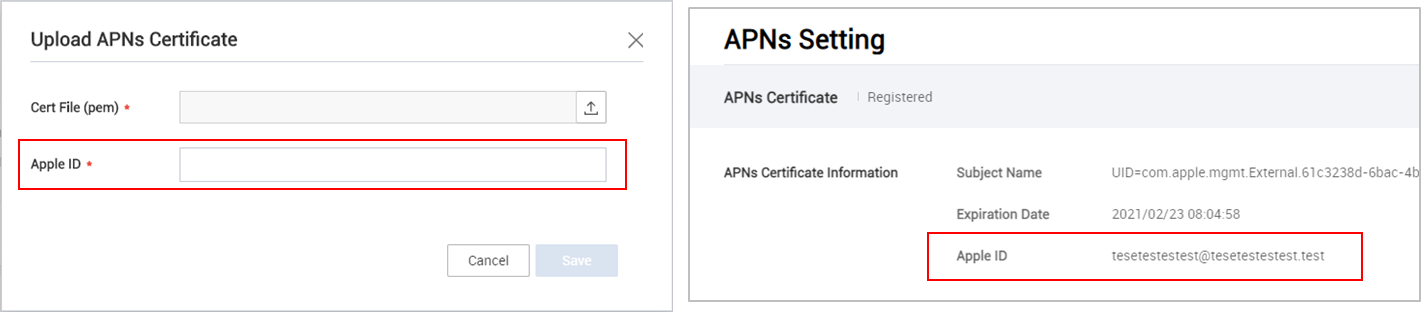 Upload APNs Certificate
Cert File (pem) *
Apple ID *
Cancel
Save
APNs Setting
APNs Certificate | Registered
APNs Certificate Information
Subject Name UID=com.apple.mgmt.External.61c3238d-6bac-4b
Expiration Date 2021/02/23 08:04:58
Apple ID tesetestestest@tesetestestest.test